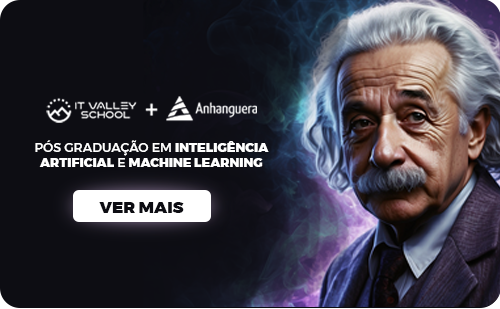 IT VALLEY SCHOOL + Anhanguera
PÓS GRADUAÇÃO EM INTELIGÊNCIA
ARTIFICIAL E MACHINE LEARNING
VER MAIS